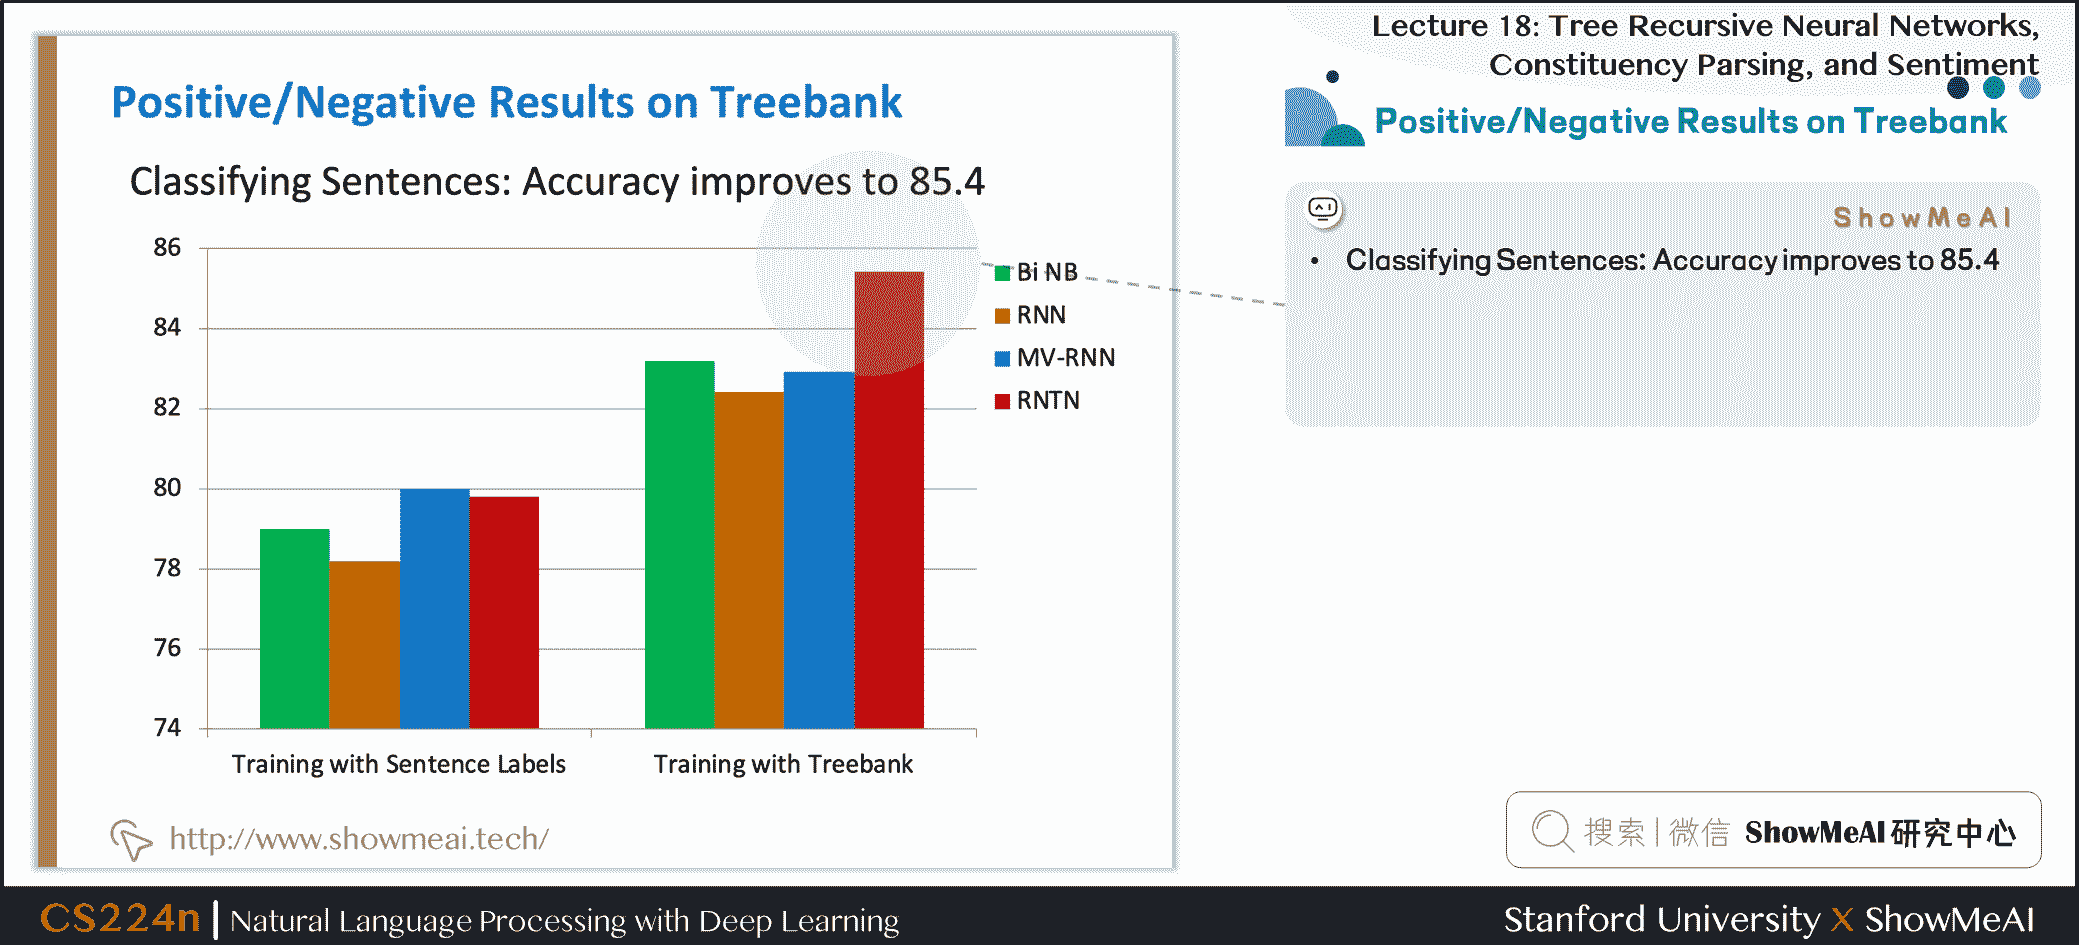 Lecture 18: Tree Recursive Neural Networks,
Constituency Parsing, and Sentiment
Positive/Negative Results on Treebank
Classifying Sentences: Accuracy improves to 85.4
86
84
82
80
78
76
74
Bi NB
RNN
MV-RNN
RNTN
Training with Sentence Labels
Training with Treebank
http://www.showmeai.tech/
Positive/Negative Results on Treebank
ShowMeAI
• Classifying Sentences: Accuracy improves to 85.4
搜索 | 微信 ShowMeAI 研究中心
CS224n | Natural Language Processing with Deep Learning
Stanford University X ShowMeAI